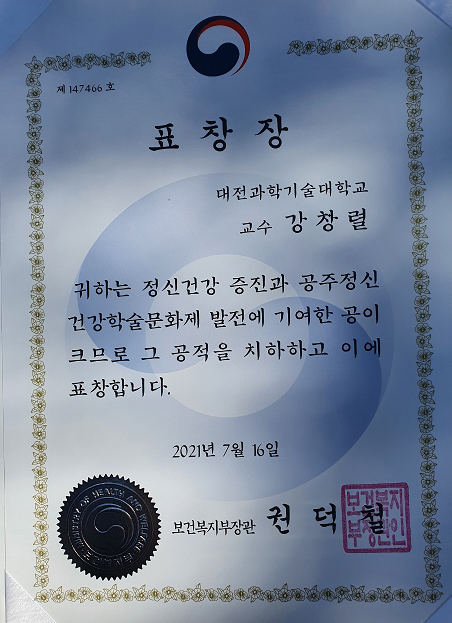 제 147466 호
표 창 장
대전과학기술대학교
교수 강창렬
귀하는 정신건강 증진과 공주정신
건강학술문화제 발전에 기여한 공이
크므로 그 공적을 치하하고 이에
표창합니다.
2021년 7월 16일
보건복지부장관 권덕철
보건복지
부장관인
MINISTRY OF HEALTH AND WELFARE